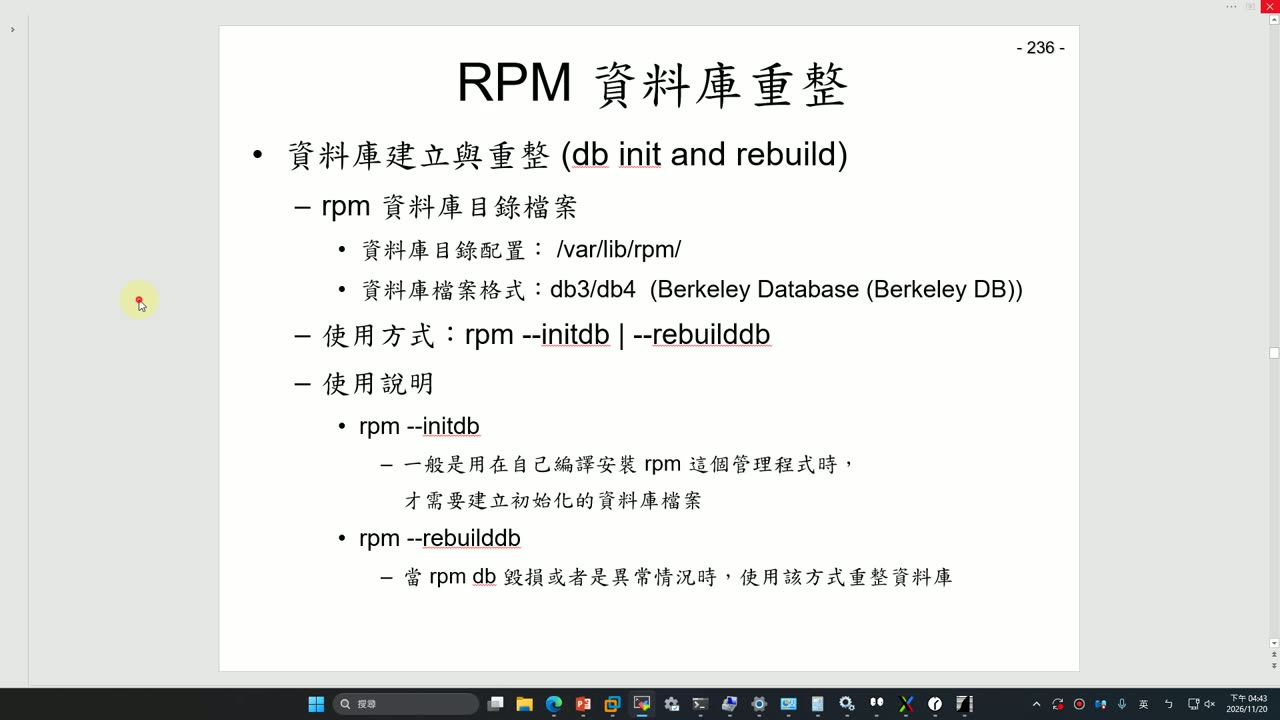 - 236 -
RPM 資料庫重整
• 資料庫建立與重整 (db init and rebuild)
– rpm 資料庫目錄檔案
• 資料庫目錄配置： /var/lib/rpm/
• 資料庫檔案格式：db3/db4 (Berkeley Database (Berkeley DB))
– 使用方式：rpm --initdb | --rebuilddb
– 使用說明
• rpm --initdb
– 一般是用在自己編譯安裝 rpm 這個管理程式時，
才需要建立初始化的資料庫檔案
• rpm --rebuilddb
– 當 rpm db 毀損或者是異常情況時，使用該方式重整資料庫
搜尋
英
ㄅ
下午 04:43
2026/11/20